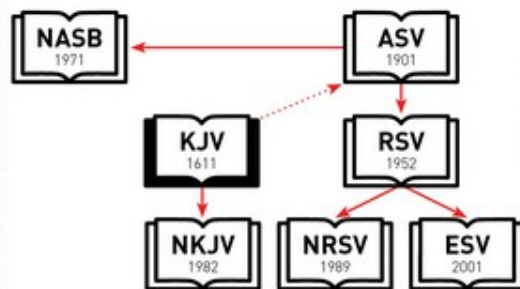 NASB
1971
ASV
1901
KJV
1611
RSV
1952
NKJV
1982
NRSV
1989
ESV
2001